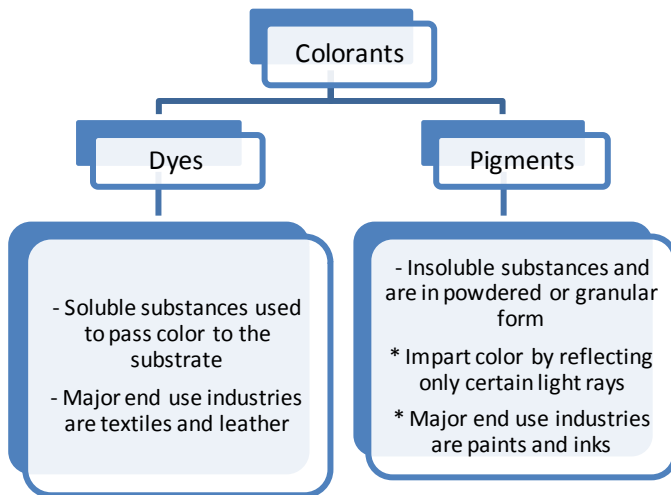 Colorants
Dyes
Pigments
- Soluble substances used
to pass color to the
substrate
- Major end use industries
are textiles and leather
- Insoluble substances and
are in powdered or granular
form
* Impart color by reflecting
only certain light rays
* Major end use industries
are paints and inks